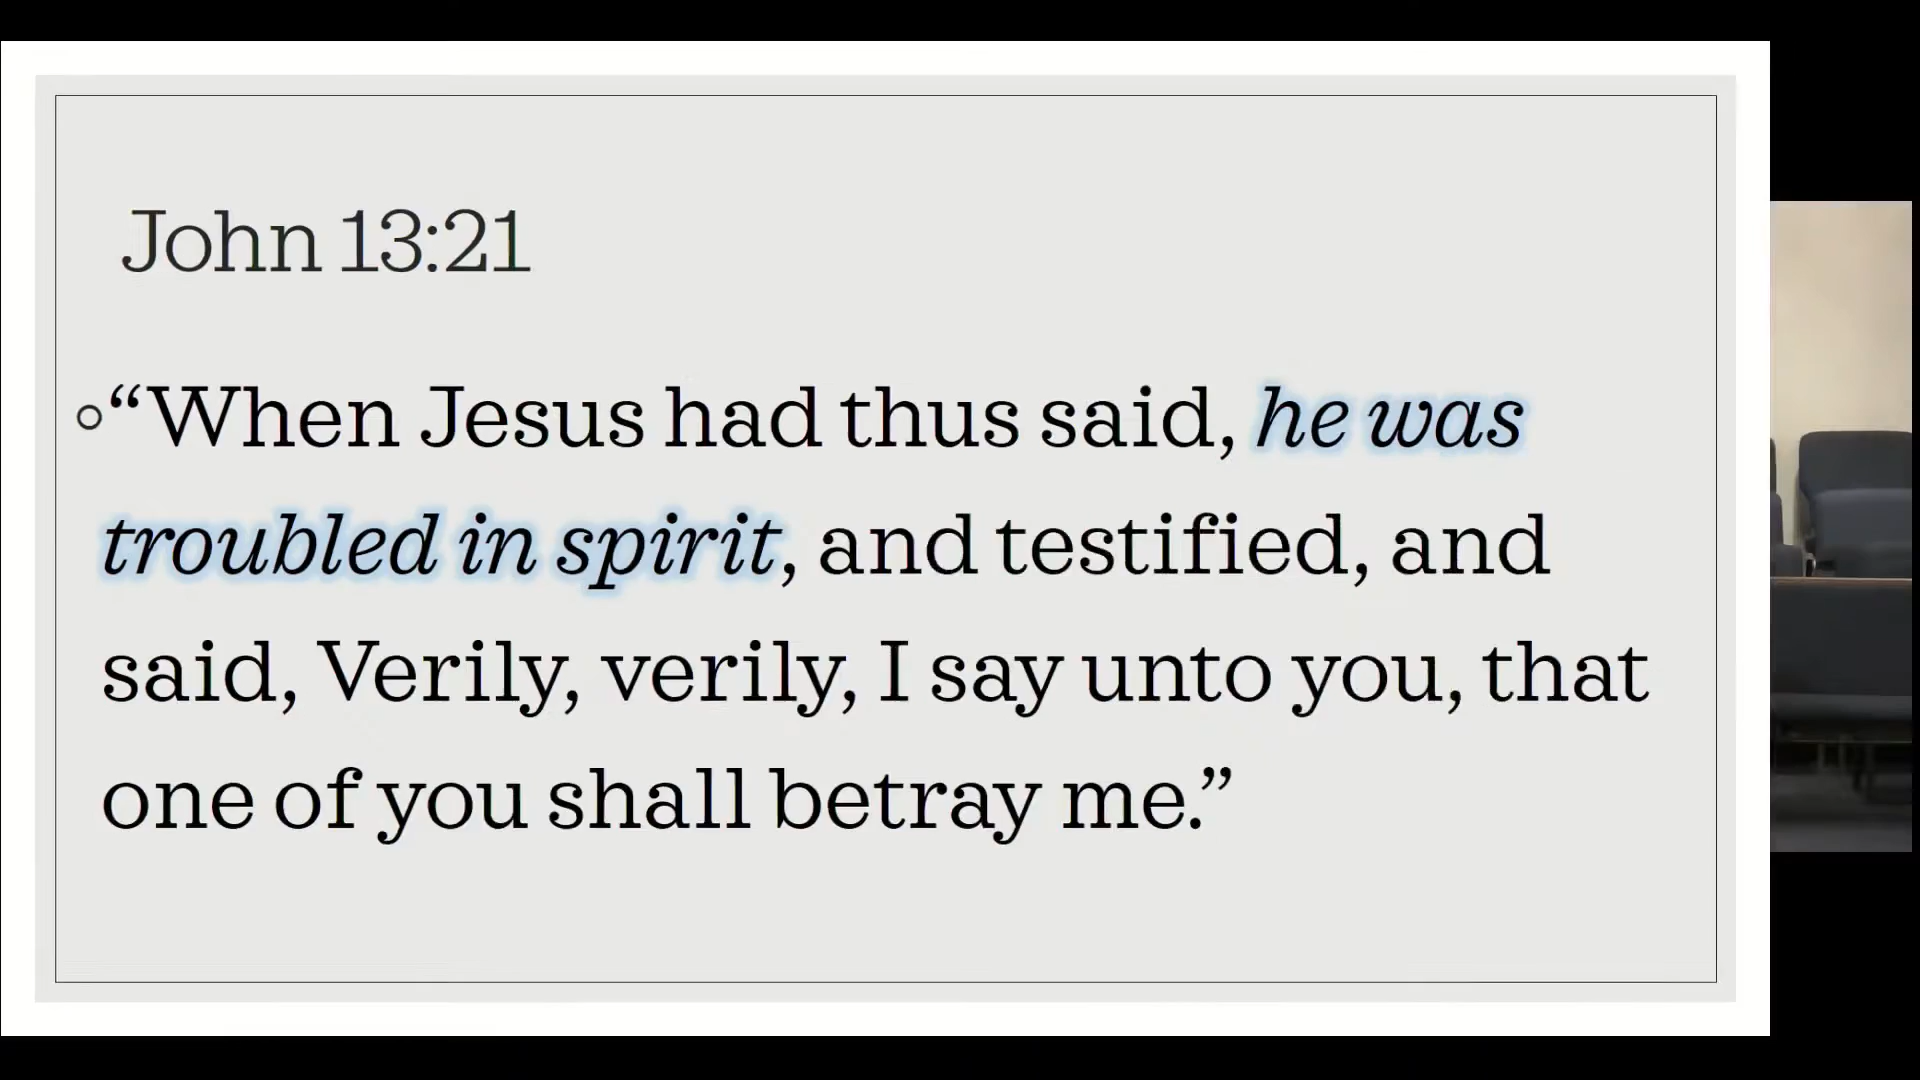 John 13:21
◦“When Jesus had thus said, he was
troubled in spirit, and testified, and
said, Verily, verily, I say unto you, that
one of you shall betray me.”